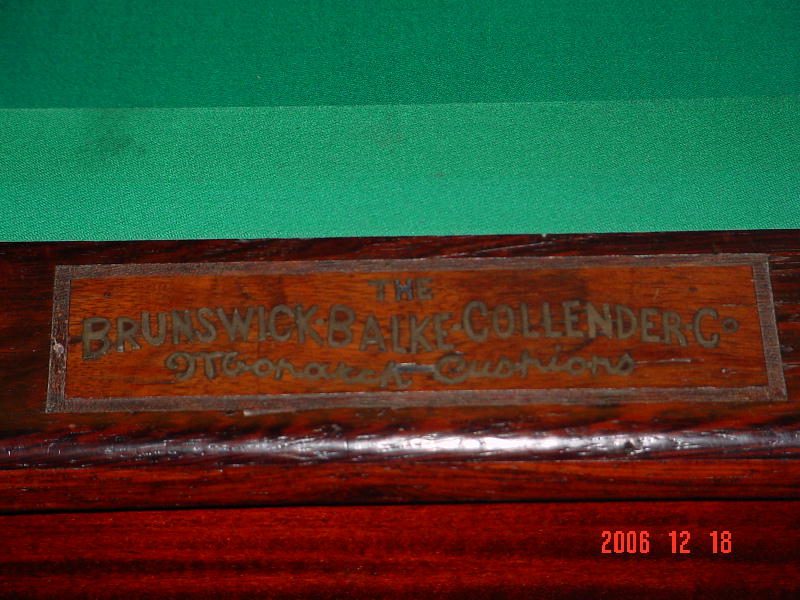 THE
BRUNSWICK-BALKE-COLLENDER-Co
Monarch Cushions
2006 12 18